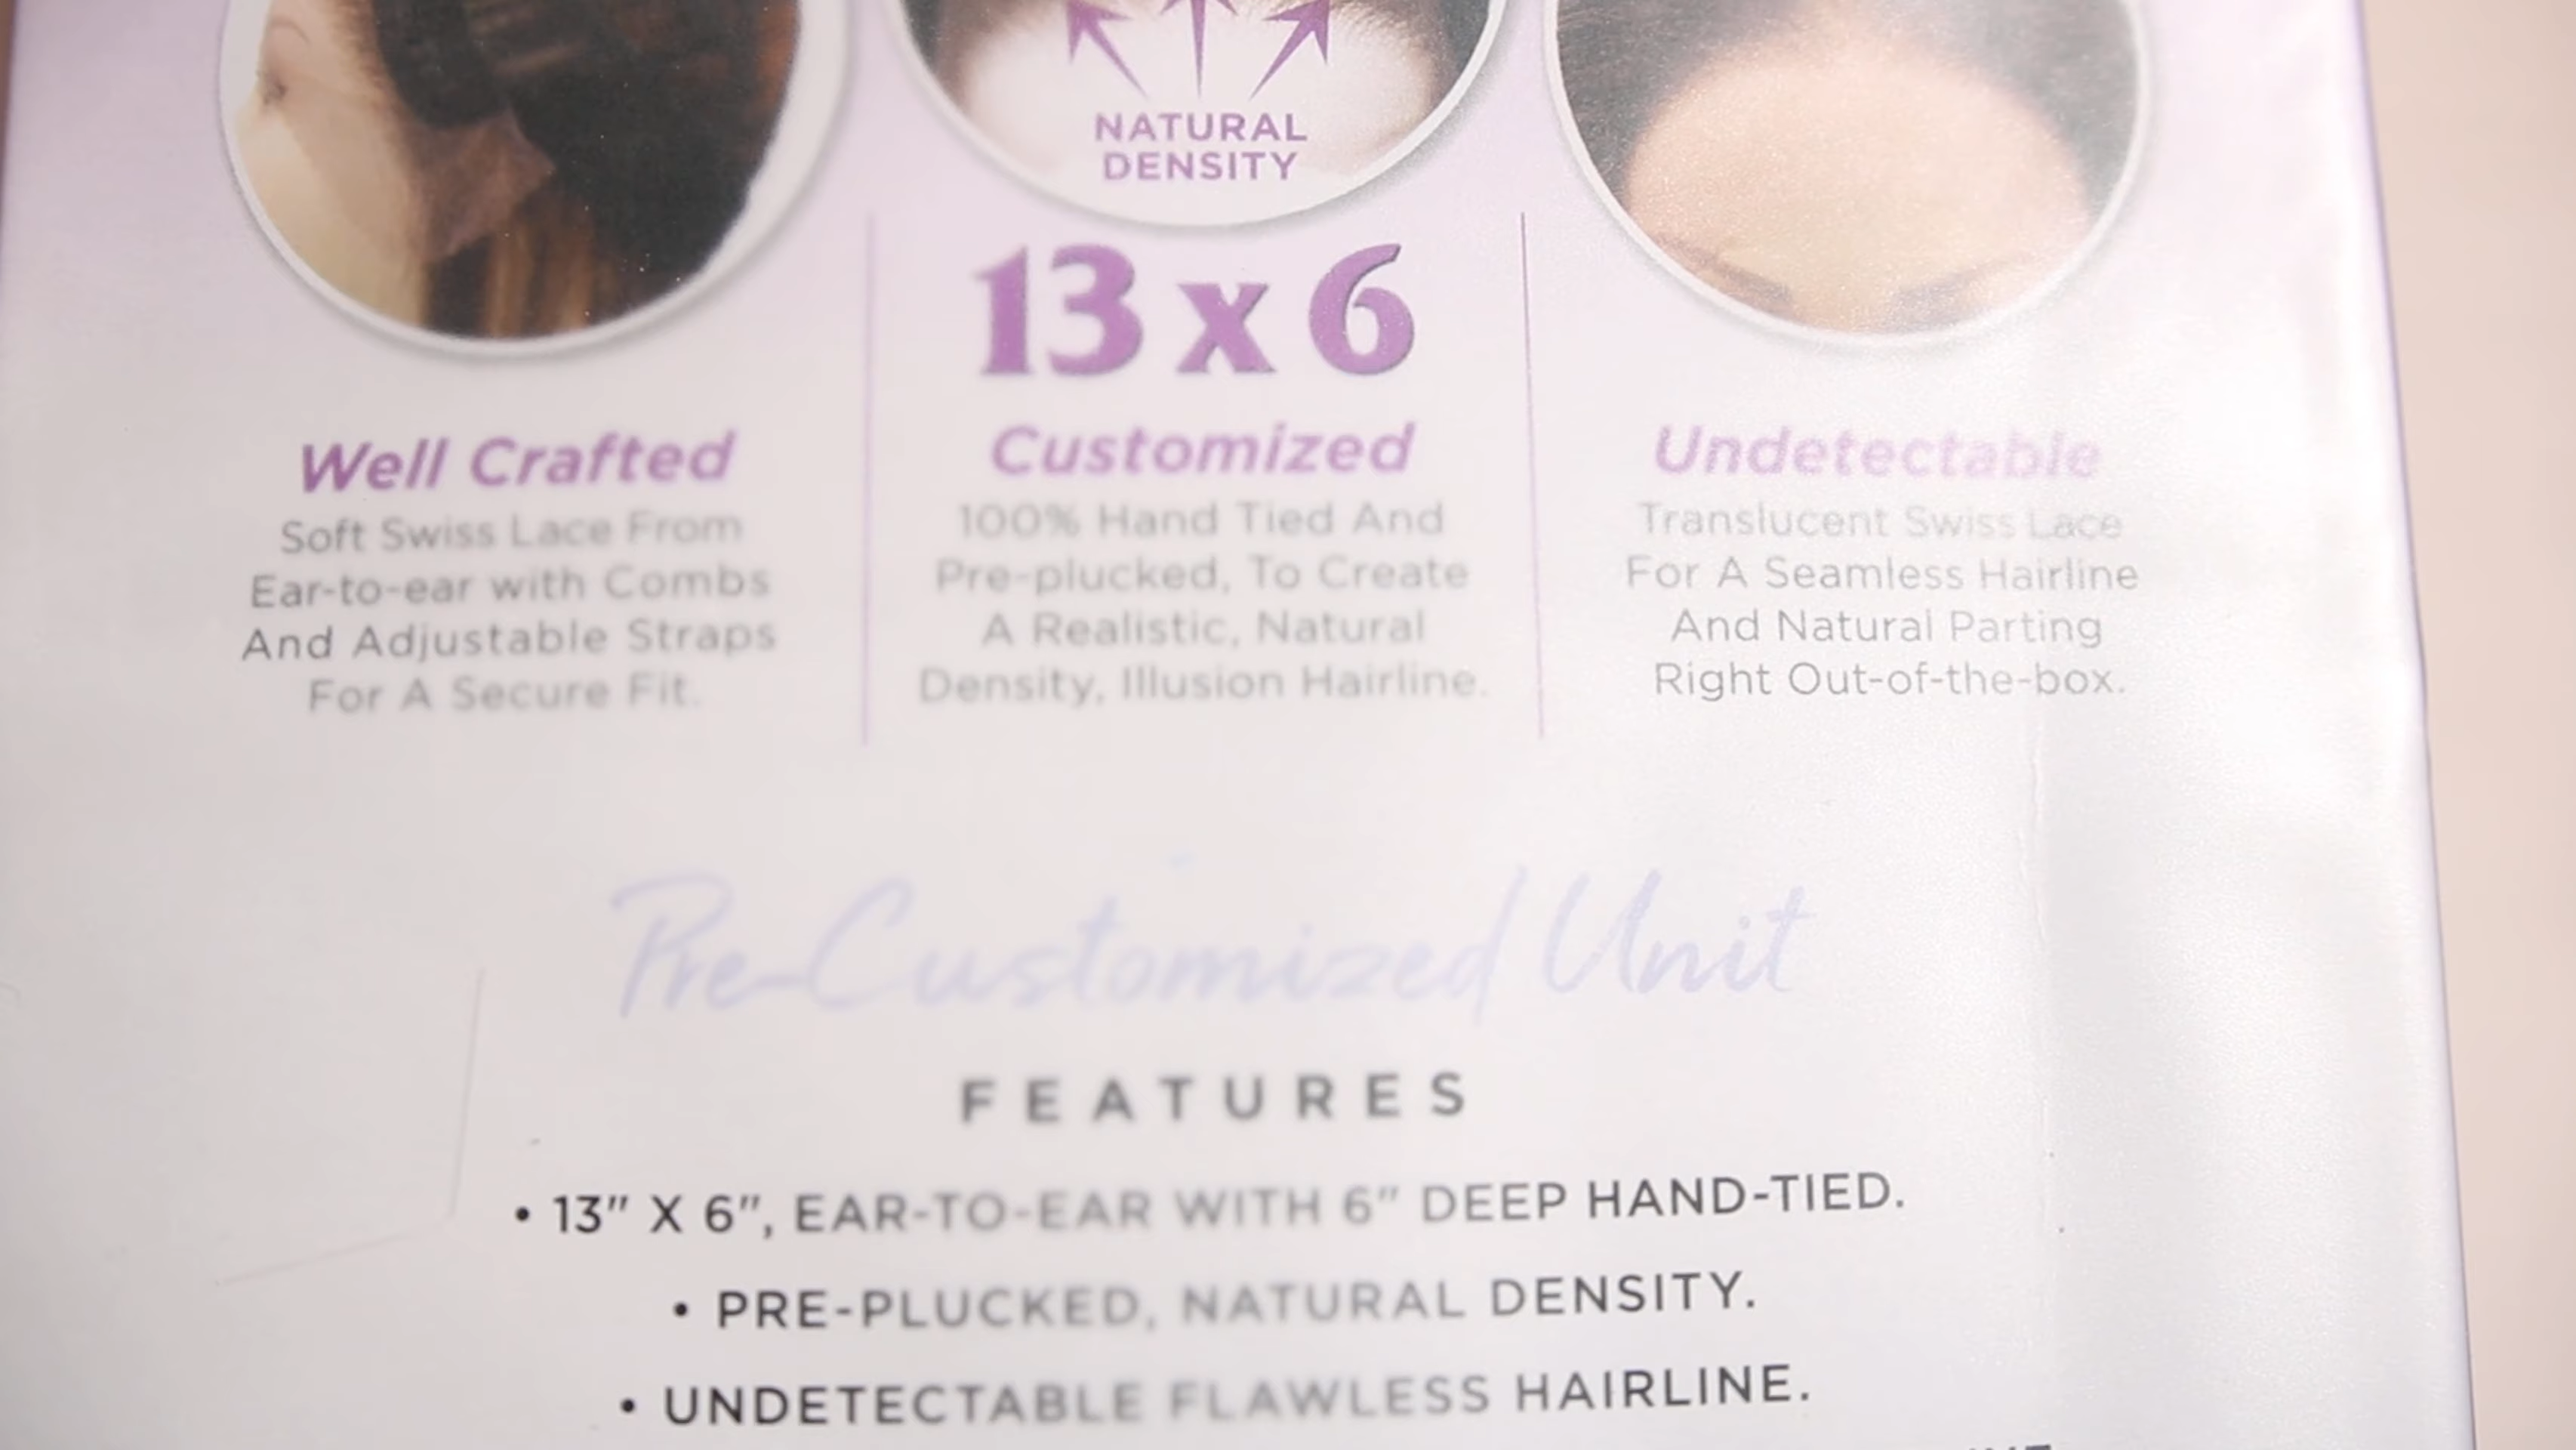 NATURAL
DENSITY
13 x 6
Well Crafted
Soft Swiss Lace From
Ear-to-ear with Combs
And Adjustable Straps
For A Secure Fit.
Customized
100% Hand Tied And
Pre-plucked, To Create
A Realistic, Natural
Density, Illusion Hairline.
Undetectable
Translucent Swiss Lace
For A Seamless Hairline
And Natural Parting
Right Out-of-the-box.
Pre-Customized Unit
FEATURES
• 13" X 6", EAR-TO-EAR WITH 6" DEEP HAND-TIED.
• PRE-PLUCKED, NATURAL DENSITY.
• UNDETECTABLE FLAWLESS HAIRLINE.